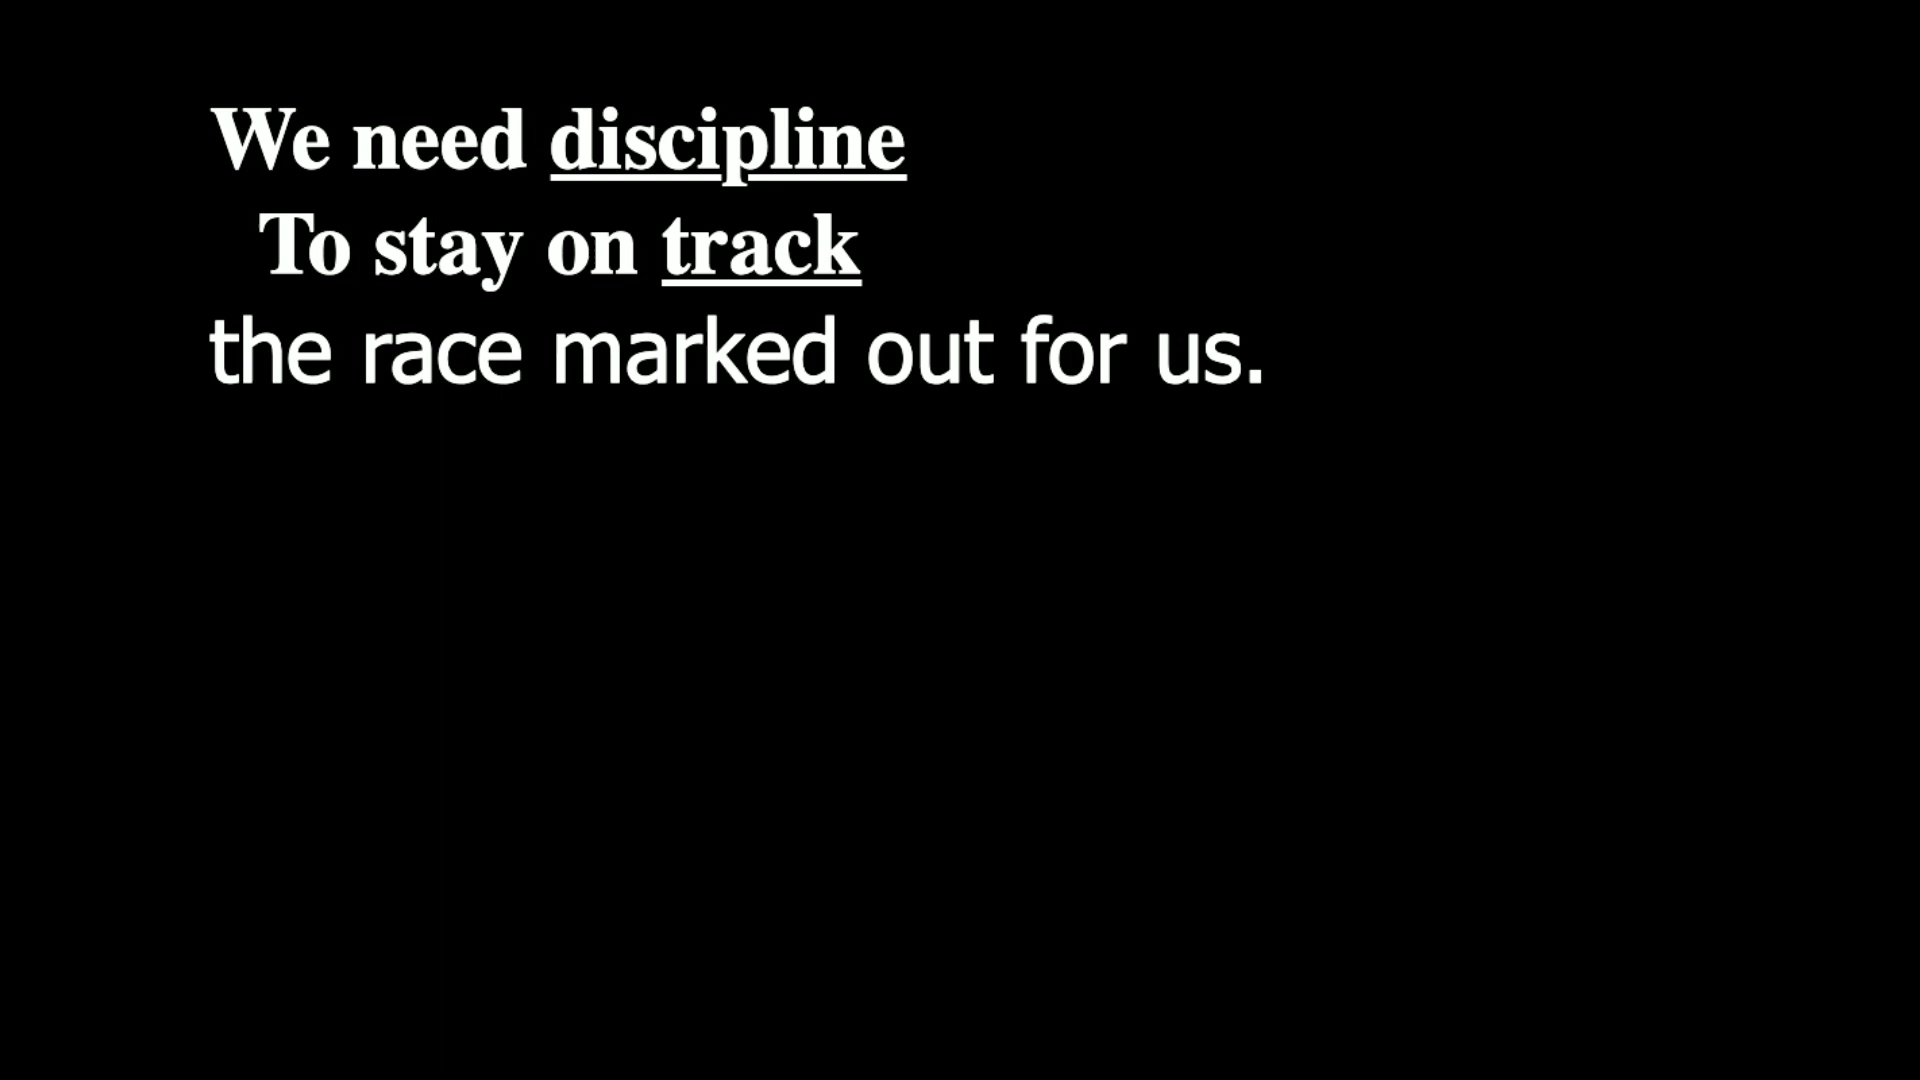 We need discipline
To stay on track
the race marked out for us.